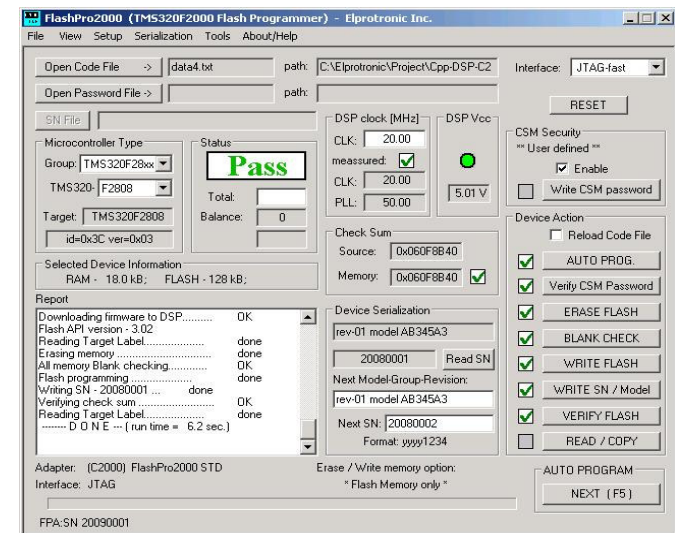 FlashPro2000 (TMS320F2000 Flash Programmer) - Elprotronic Inc.
File View Setup Serialization Tools About/Help
Open Code File -> data4.txt path: C:\Elprotronic\Project\Cpp-DSP-C2
Open Password File -> path:
SN File
Interface: JTAG-fast
RESET
Microcontroller Type
Group: TMS320F28xx
TMS320- F2808
Target: TMS320F2808
id=0x3C ver=0x03
Status
Pass
Total:
Balance: 0
DSP clock [MHz]
CLK: 20.00
meassured:
CLK: 20.00
PLL: 50.00
DSP Vcc
5.01 V
CSM Security
** User defined **
Enable
Write CSM password
Selected Device Information
RAM - 18.0 kB; FLASH - 128 kB;
Check Sum
Source: 0x060F8B40
Memory: 0x060F8B40
Device Action
Reload Code File
AUTO PROG.
Verify CSM Password
ERASE FLASH
BLANK CHECK
WRITE FLASH
WRITE SN / Model
VERIFY FLASH
READ / COPY
Report
Downloading firmware to DSP.......... OK
Flash API version - 3.02
Reading Target Label..................... done
Erasing memory ................................ done
All memory Blank checking............. OK
Flash programming ...................... done
Writing SN - 20080001 ... done
Verifying check sum ......................... OK
Reading Target Label..................... done
-------- D O N E --- ( run time = 6.2 sec.)
Device Serialization
rev-01 model AB345A3
20080001 Read SN
Next Model-Group-Revision:
rev-01 model AB345A3
Next SN: 20080002
Format: yyyy1234
Adapter: (C2000) FlashPro2000 STD
Interface: JTAG
Erase / Write memory option:
* Flash Memory only *
AUTO PROGRAM
NEXT (F5)
FPA:SN 20090001